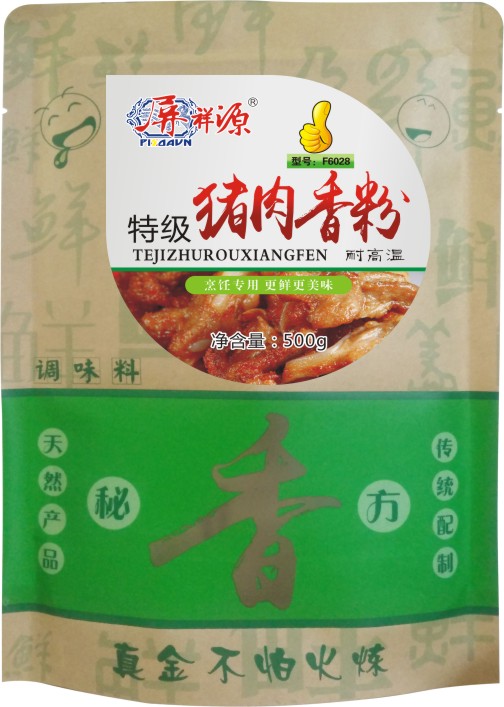 屏祥源®
PIXDAVN
型号：F6028
特级 猪肉香粉
TEJIZHUROUXIANGFEN 耐高温
烹饪专用 更鲜更美味
净含量：500g
调味料
天然产品
秘 香 方
传统配制
真金不怕火炼